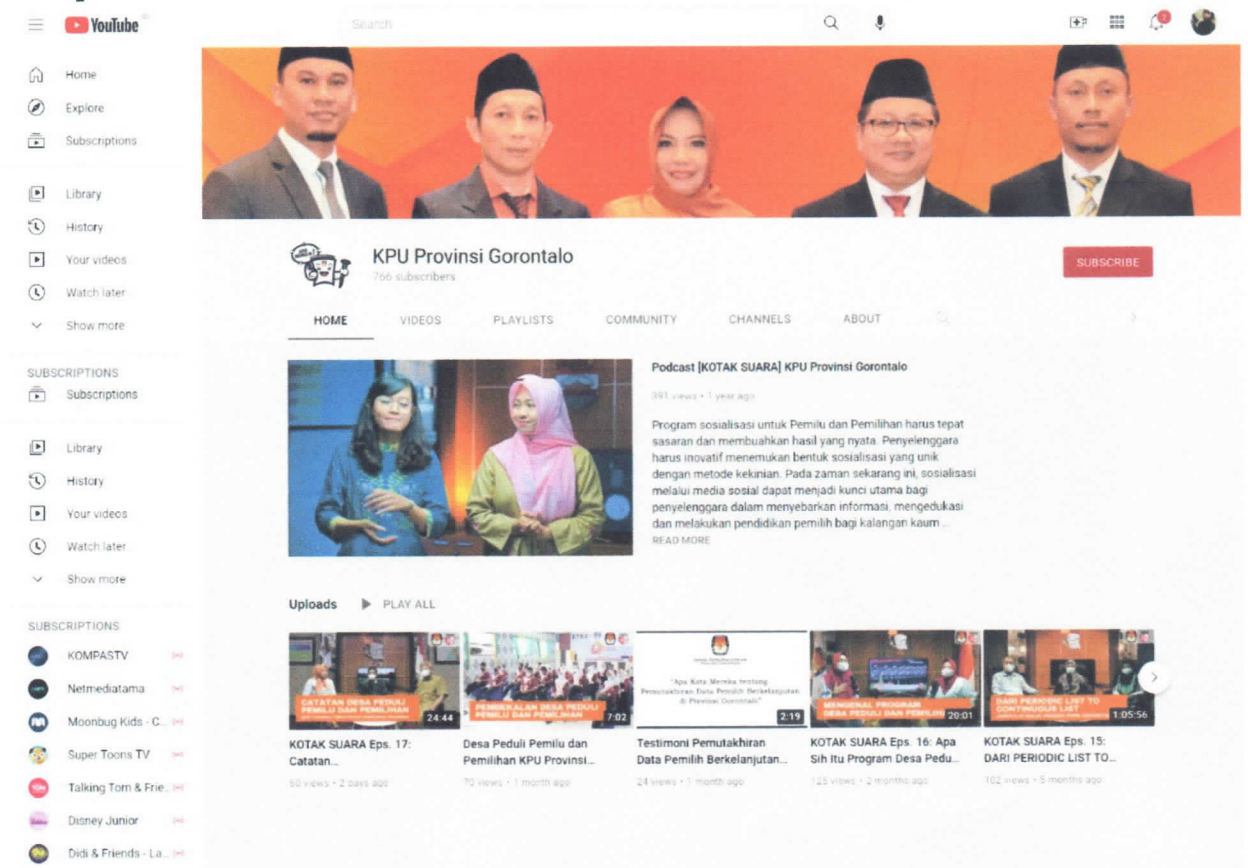 YouTube
Search
2
Home
Explore
Subscriptions
Library
History
Your videos
Watch later
Show more
SUBSCRIPTIONS
Subscriptions
Library
History
Your videos
Watch later
Show more
SUBSCRIPTIONS
KOMPASTV
Netmediatama
Moonbug Kids - C...
Super Toons TV
Talking Tom & Frie...
Disney Junior
Didi & Friends - La...
KPU Provinsi Gorontalo
766 subscribers
SUBSCRIBE
HOME VIDEOS PLAYLISTS COMMUNITY CHANNELS ABOUT
Podcast [KOTAK SUARA] KPU Provinsi Gorontalo
391 views • 1 year ago
Program sosialisasi untuk Pemilu dan Pemilihan harus tepat
sasaran dan membuahkan hasil yang nyata. Penyelenggara
harus inovatif menemukan bentuk sosialisasi yang unik
dengan metode kekinian. Pada zaman sekarang ini, sosialisasi
melalui media sosial dapat menjadi kunci utama bagi
penyelenggara dalam menyebarkan informasi, mengedukasi
dan melakukan pendidikan pemilih bagi kalangan kaum ...
READ MORE
Uploads PLAY ALL
CATATAN DESA PEDULI
PEMILU DAN PEMILIHAN
24:44
KOTAK SUARA Eps. 17:
Catatan...
60 views • 2 days ago
PEMBEKALAN DESA PEDULI
PEMILU DAN PEMILIHAN
7:02
Desa Peduli Pemilu dan
Pemilihan KPU Provinsi...
70 views • 1 month ago
"Apa Kata Mereka tentang
Pemutakhiran Data Pemilih Berkelanjutan
di Provinsi Gorontalo"
2:19
Testimoni Pemutakhiran
Data Pemilih Berkelanjutan...
24 views • 1 month ago
MENGENAL PROGRAM
DESA PEDULI DAN PEMILIH
20:01
KOTAK SUARA Eps. 16: Apa
Sih Itu Program Desa Pedu...
125 views • 2 months ago
DARI PERIODIC LIST TO
CONTINUOUS LIST
1:05:56
KOTAK SUARA Eps. 15:
DARI PERIODIC LIST TO...
102 views • 5 months ago